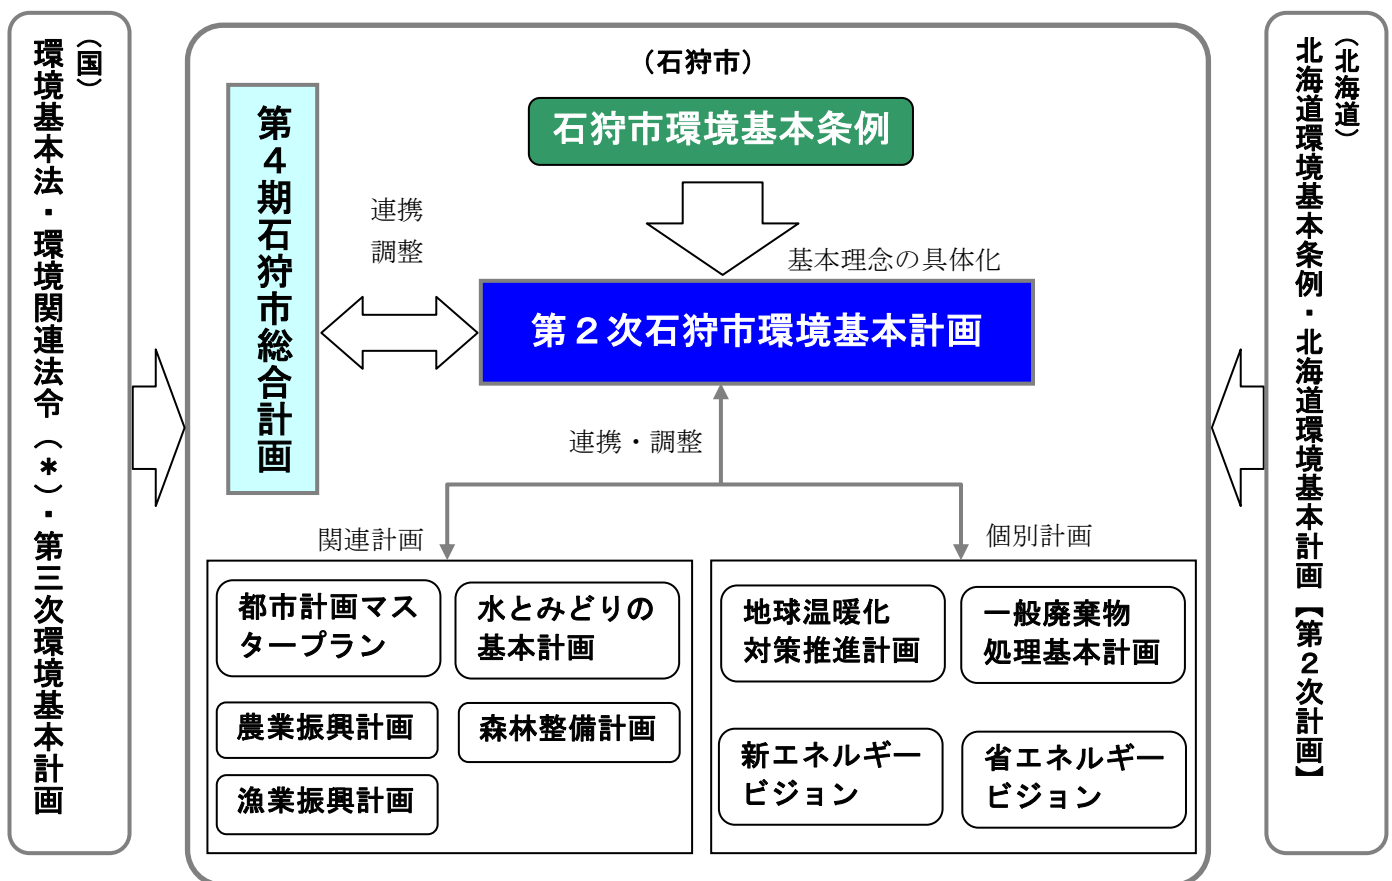 （国）
環境基本法・環境関連法令（＊）・第三次環境基本計画
（石狩市）
石狩市環境基本条例
第４期石狩市総合計画
連携
調整
基本理念の具体化
第２次石狩市環境基本計画
連携・調整
関連計画
都市計画マス
タープラン
水とみどりの
基本計画
農業振興計画
森林整備計画
漁業振興計画
個別計画
地球温暖化
対策推進計画
一般廃棄物
処理基本計画
新エネルギー
ビジョン
省エネルギー
ビジョン
（北海道）
北海道環境基本条例・北海道環境基本計画【第２次計画】